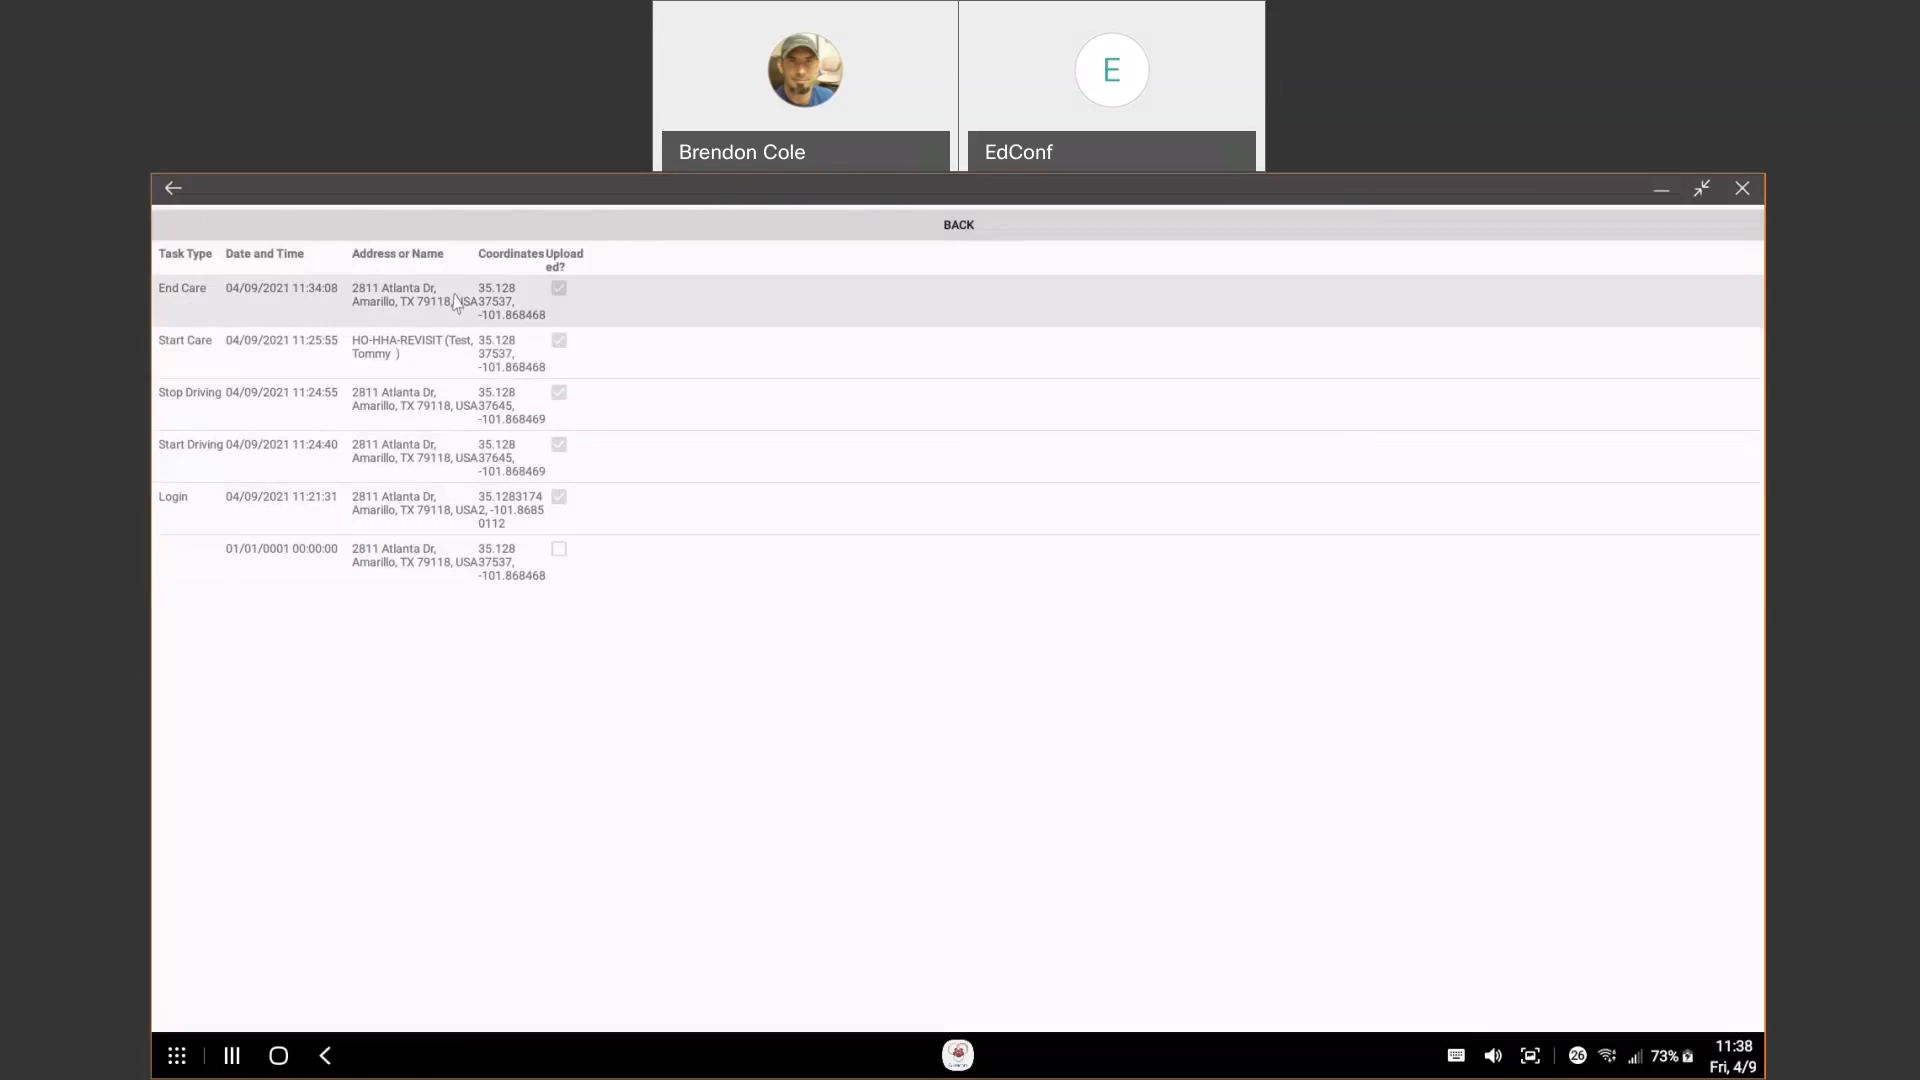 E
Brendon Cole
EdConf
BACK
Task Type Date and Time Address or Name Coordinates Upload
ed?
End Care 04/09/2021 11:34:08 2811 Atlanta Dr, 35.128
Amarillo, TX 79118, USA 37537,
-101.868468
Start Care 04/09/2021 11:25:55 HO-HHA-REVISIT (Test, 35.128
Tommy ) 37537,
-101.868468
Stop Driving 04/09/2021 11:24:55 2811 Atlanta Dr, 35.128
Amarillo, TX 79118, USA 37645,
-101.868469
Start Driving 04/09/2021 11:24:40 2811 Atlanta Dr, 35.128
Amarillo, TX 79118, USA 37645,
-101.868469
Login 04/09/2021 11:21:31 2811 Atlanta Dr, 35.1283174
Amarillo, TX 79118, USA 2, -101.8685
0112
01/01/0001 00:00:00 2811 Atlanta Dr, 35.128
Amarillo, TX 79118, USA 37537,
-101.868468
26 73% 11:38
Fri, 4/9